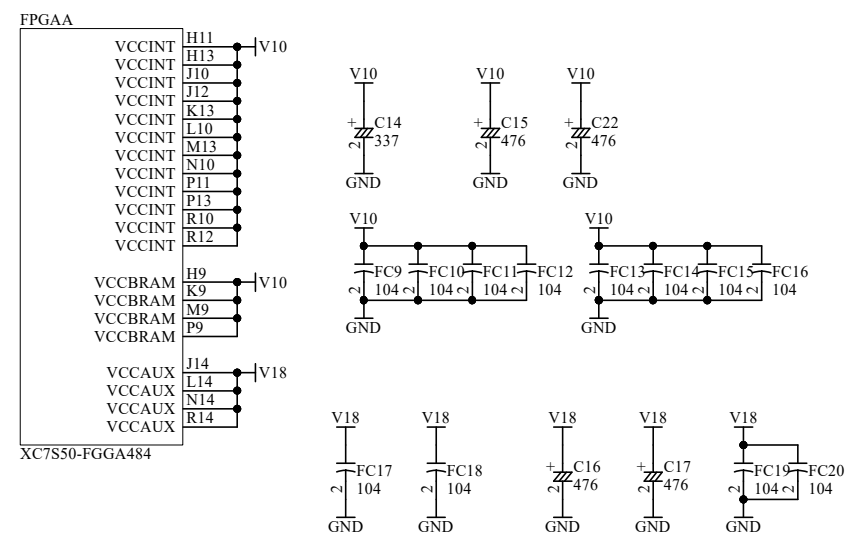 FPGAA
VCCINT H11 V10
VCCINT H13
VCCINT J10
VCCINT J12
VCCINT K13
VCCINT L10
VCCINT M13
VCCINT N10
VCCINT P11
VCCINT P13
VCCINT R10
VCCINT R12
VCCBRAM H9 V10
VCCBRAM K9
VCCBRAM M9
VCCBRAM P9
VCCAUX J14 V18
VCCAUX L14
VCCAUX N14
VCCAUX R14
XC7S50-FGGA484
V10 V10 V10
+ C14 + C15 + C22
2 337 2 476 2 476
GND GND GND
V10 V10
FC9 FC10 FC11 FC12 FC13 FC14 FC15 FC16
2 104 2 104 2 104 2 104 2 104 2 104 2 104 2 104
GND GND
V18 V18 V18 V18 V18
FC17 FC18 + C16 + C17 FC19 FC20
2 104 2 104 2 476 2 476 2 104 2 104
GND GND GND GND GND